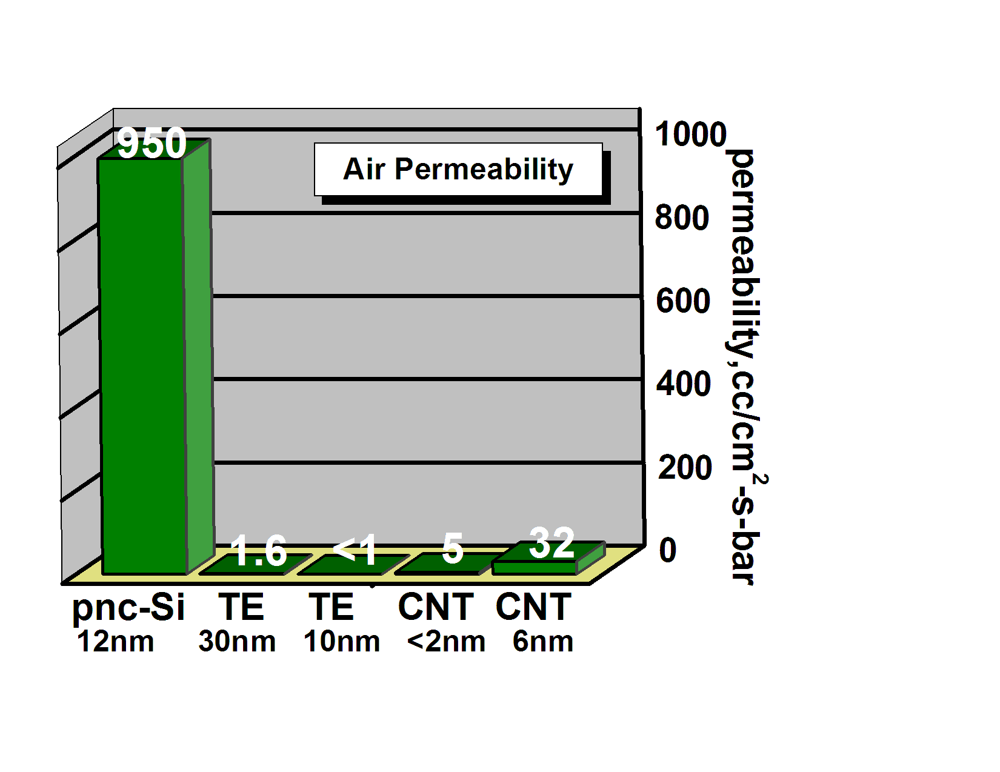 Air Permeability
950
1.6
<1
5
32
1000
800
600
400
200
0
permeability,cc/cm²-s-bar
pnc-Si TE TE CNT CNT
12nm 30nm 10nm <2nm 6nm